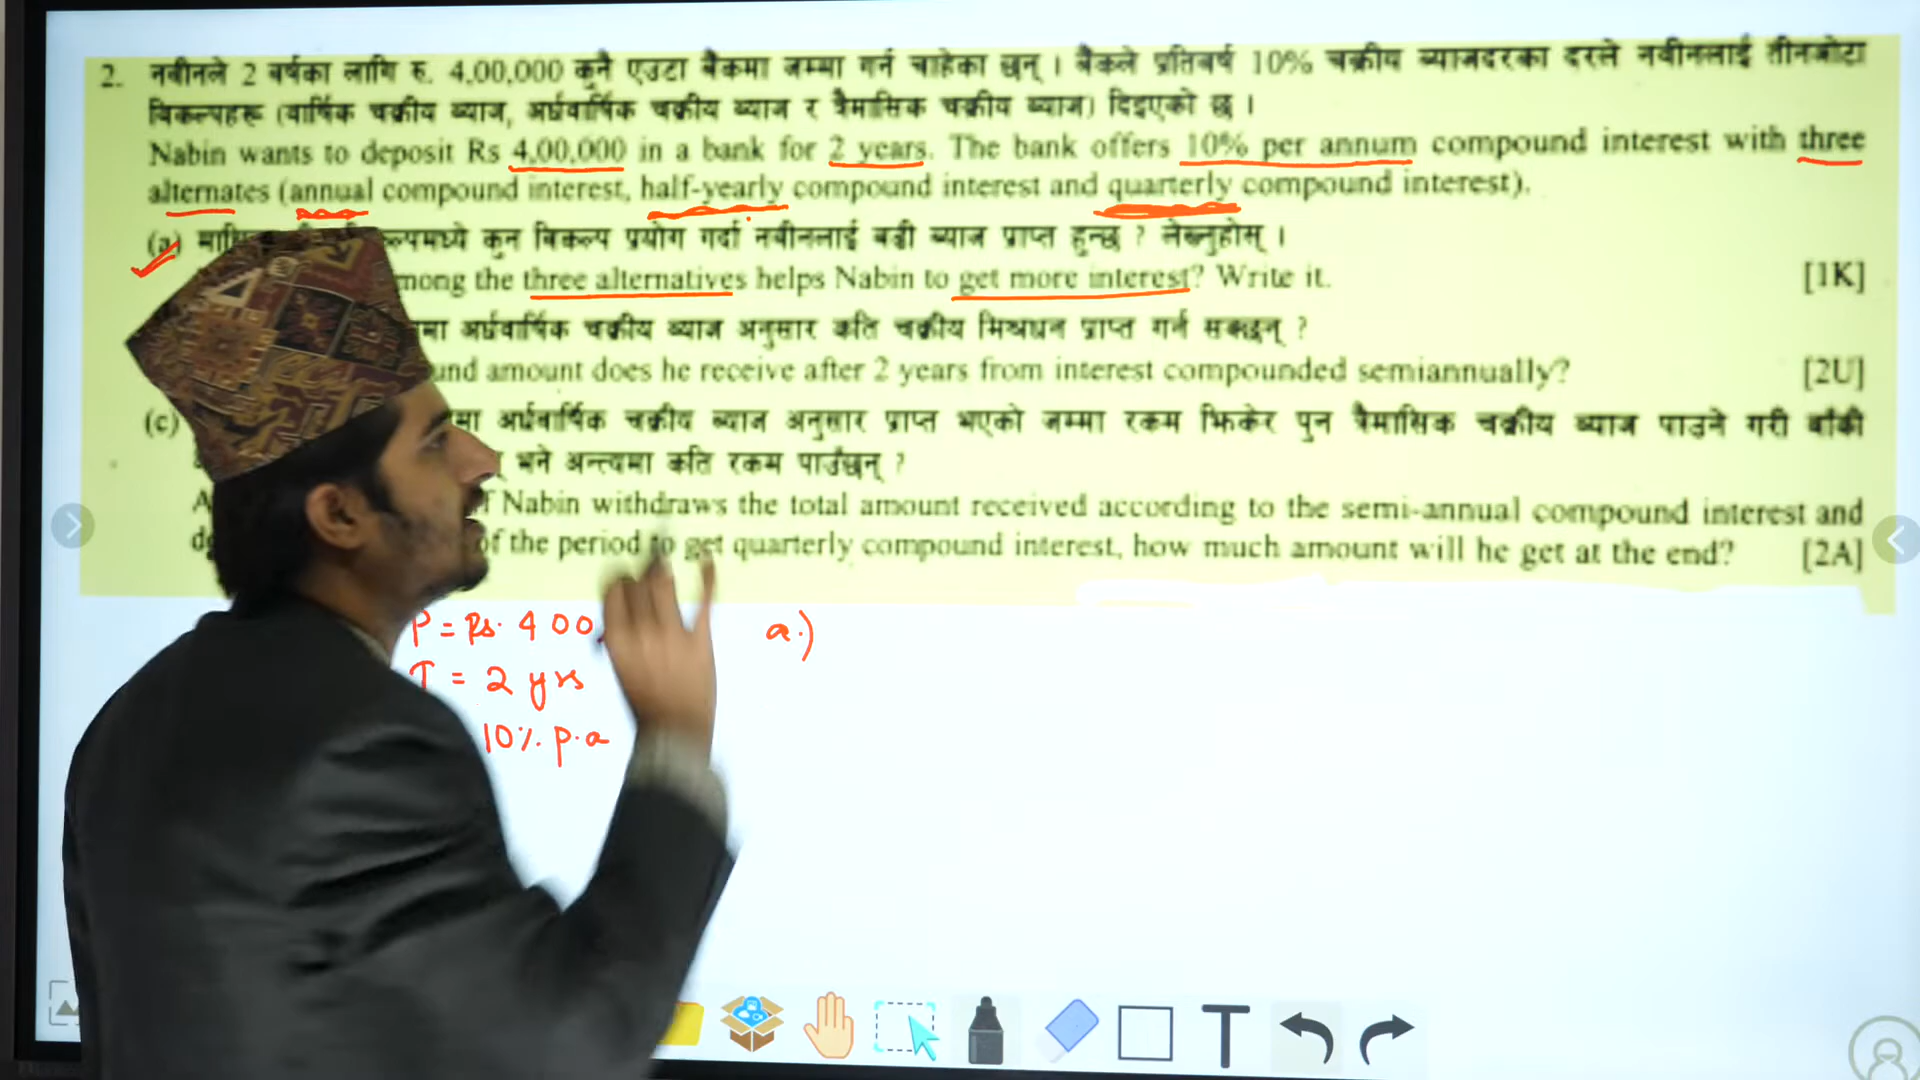 2. नबीनले 2 वर्षका लागि रु. 4,00,000 कुनै एउटा बैंकमा जम्मा गर्न चाहेका छन् । बैंकले प्रतिवर्ष 10% चक्रीय ब्याजदरका दरले नबीनलाई तीनओटा
विकल्पहरू (वार्षिक चक्रीय ब्याज, अर्धवार्षिक चक्रीय ब्याज र त्रैमासिक चक्रीय ब्याज) दिइएको छ ।
Nabin wants to deposit Rs 4,00,000 in a bank for 2 years. The bank offers 10% per annum compound interest with three
alternates (annual compound interest, half-yearly compound interest and quarterly compound interest).
(a) कुन विकल्प प्रयोग गर्दा नबीनलाई बढी ब्याज प्राप्त हुन्छ ? लेख्नुहोस् ।
mong the three alternatives helps Nabin to get more interest? Write it. [1K]
मा अर्धवार्षिक चक्रीय ब्याज अनुसार कति चक्रीय मिश्रधन प्राप्त गर्न सक्छन् ?
und amount does he receive after 2 years from interest compounded semiannually? [2U]
(c) मा अर्धवार्षिक चक्रीय ब्याज अनुसार प्राप्त भएको जम्मा रकम झिकेर पुन त्रैमासिक चक्रीय ब्याज पाउने गरी बाँकी
भने अन्त्यमा कति रकम पाउँछन् ?
f Nabin withdraws the total amount received according to the semi-annual compound interest and
of the period to get quarterly compound interest, how much amount will he get at the end? [2A]
P = Rs. 400
T = 2 yrs
10% p.a
a.)